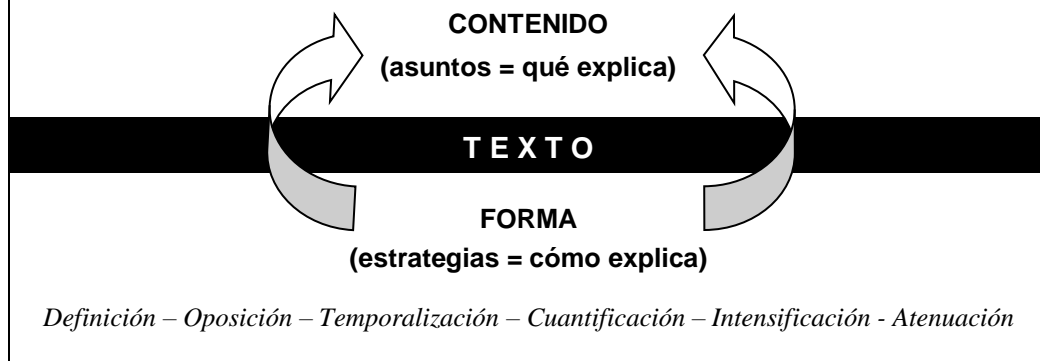 CONTENIDO
(asuntos = qué explica)
T E X T O
FORMA
(estrategias = cómo explica)
Definición – Oposición – Temporalización – Cuantificación – Intensificación - Atenuación